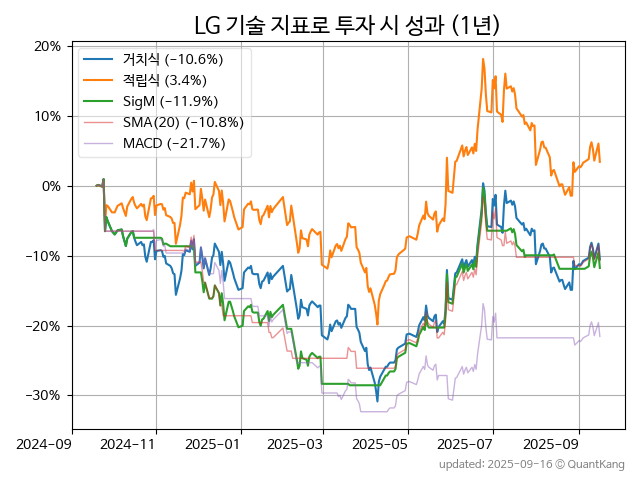 LG 기술 지표로 투자 시 성과 (1년)
거치식 (−10.6%)
적립식 (3.4%)
SigM (−11.9%)
SMA(20) (−10.8%)
MACD (−21.7%)
20%
10%
0%
−10%
−20%
−30%
2024-09 2024-11 2025-01 2025-03 2025-05 2025-07 2025-09
updated: 2025-09-16 © QuantKang